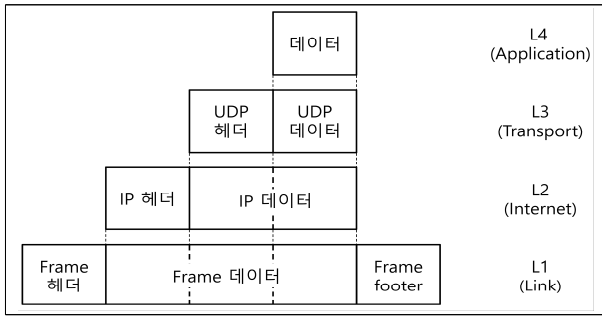 데이터
L4
(Application)
UDP
헤더
UDP
데이터
L3
(Transport)
IP 헤더
IP 데이터
L2
(Internet)
Frame
헤더
Frame 데이터
Frame
footer
L1
(Link)